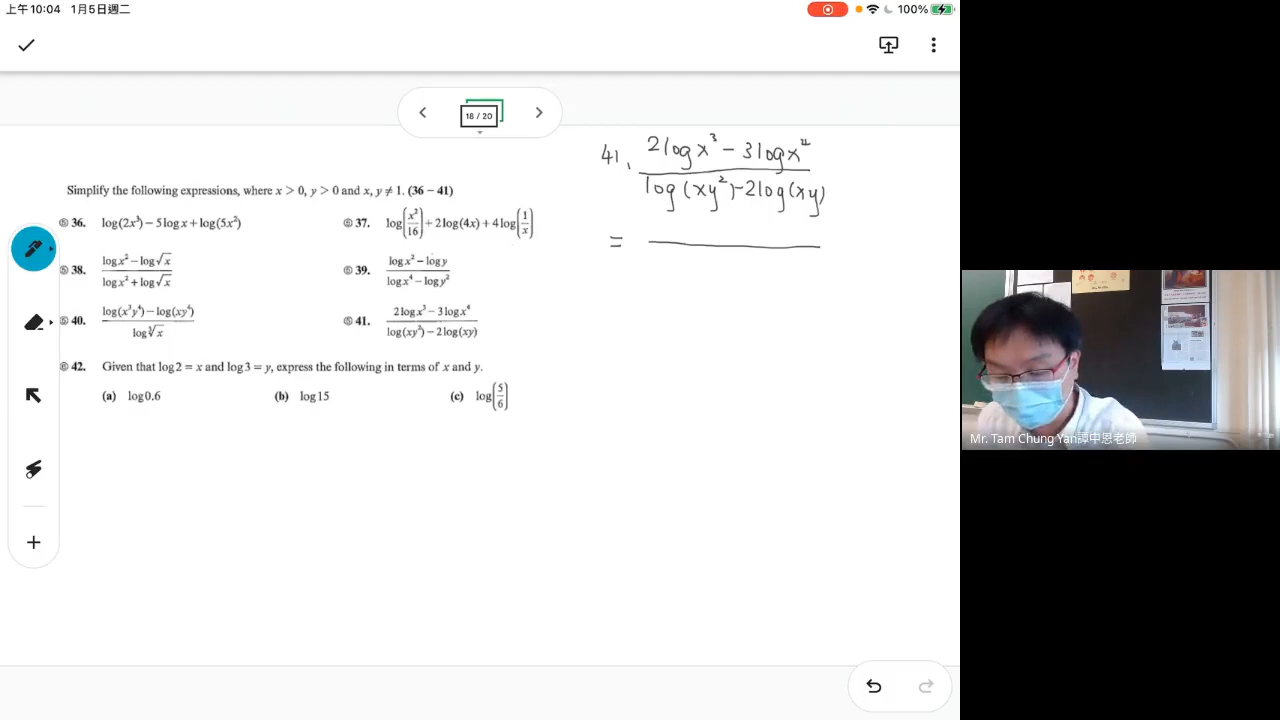 上午10:04 1月5日週二
100%
18 / 20
Simplify the following expressions, where x > 0, y > 0 and x, y ≠ 1. (36 – 41)
36. log(2x³) – 5 log x + log(5x²)
37. log(x²/16) + 2 log(4x) + 4 log(1/x)
38. (log x² – log √x)/(log x² + log √x)
39. (log x² – log y)/(log x⁴ – log y²)
40. (log(x³y⁴) – log(xy⁴))/(log ∛x)
41. (2 log x³ – 3 log x⁴)/(log(xy²) – 2 log(xy))
42. Given that log 2 = x and log 3 = y, express the following in terms of x and y.
(a) log 0.6 (b) log 15 (c) log(5/6)
41. (2 log x³ – 3 log x⁴)/(log(xy²) – 2 log(xy))
=
Mr. Tam Chung Yan譚中恩老師